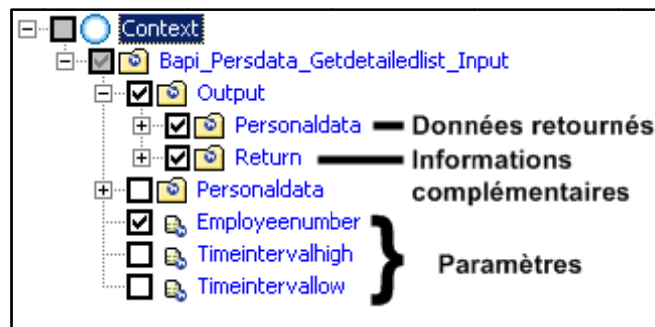 Context
Bapi_Persdata_Getdetailedlist_Input
Output
Personaldata Données retournés
Return Informations
Personaldata complémentaires
Employeenumber
Timeintervalhigh Paramètres
Timeintervallow